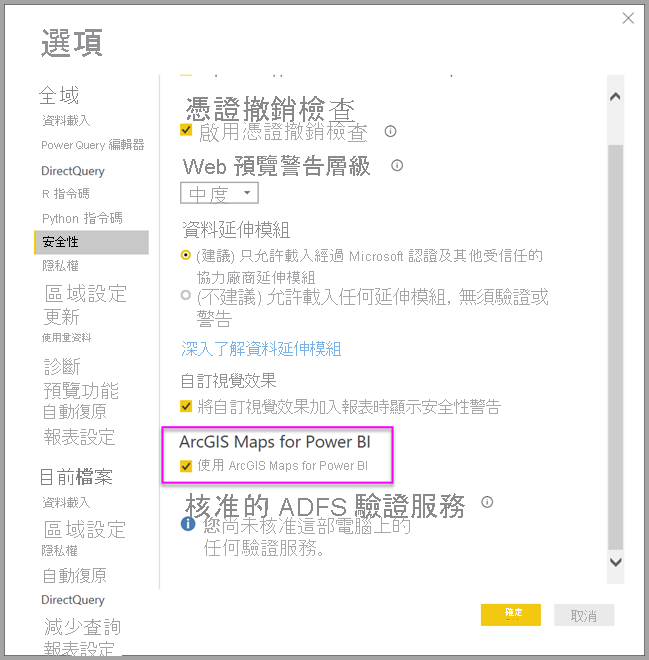 選項
全域
資料載入
Power Query 編輯器
DirectQuery
R 指令碼
Python 指令碼
安全性
隱私權
區域設定
更新
使用量資料
診斷
預覽功能
自動復原
報表設定
目前檔案
資料載入
區域設定
隱私權
自動復原
DirectQuery
減少查詢
報表設定
憑證撤銷檢查
啟用憑證撤銷檢查
Web 預覽警告層級
中度
資料延伸模組
(建議) 只允許載入經過 Microsoft 認證及其他受信任的
協力廠商延伸模組
(不建議) 允許載入任何延伸模組, 無須驗證或
警告
深入了解資料延伸模組
自訂視覺效果
將自訂視覺效果加入報表時顯示安全性警告
ArcGIS Maps for Power BI
使用 ArcGIS Maps for Power BI
核准的 ADFS 驗證服務
您尚未核准這部電腦上的
任何驗證服務。
確定
取消